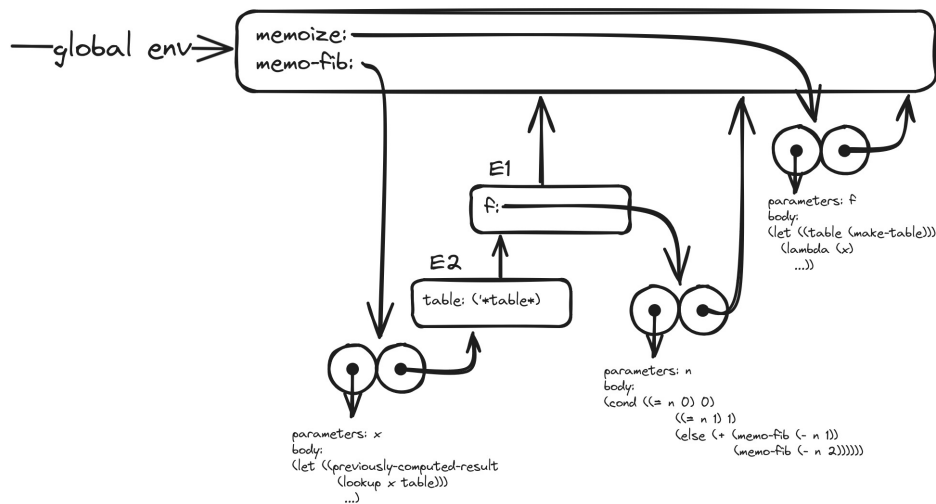 global env
memoize:
memo-fib:
E1
f:
E2
table: ('*table*)
parameters: f
body:
(let ((table (make-table)))
(lambda (x)
...))
parameters: n
body:
(cond ((= n 0) 0)
((= n 1) 1)
(else (+ (memo-fib (- n 1))
(memo-fib (- n 2))))))
parameters: x
body:
(let ((previously-computed-result
(lookup x table)))
...)